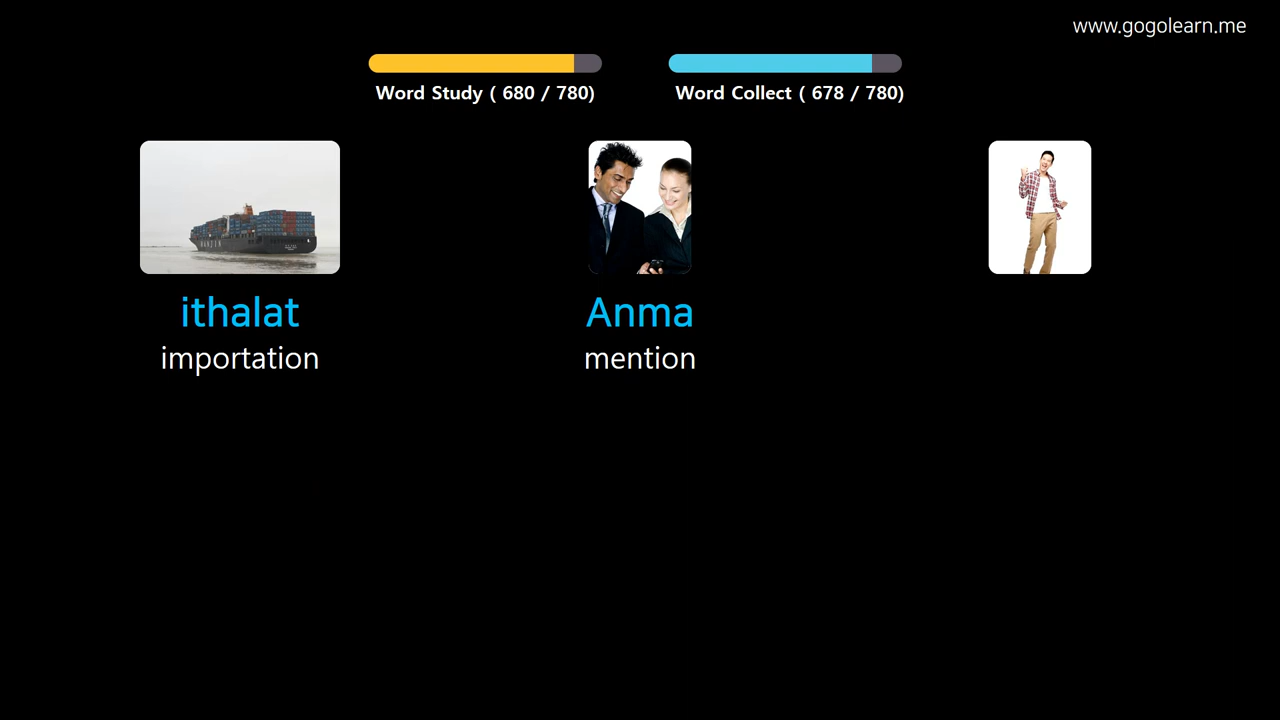 www.gogolearn.me
Word Study ( 680 / 780)
Word Collect ( 678 / 780)
ithalat
importation
Anma
mention